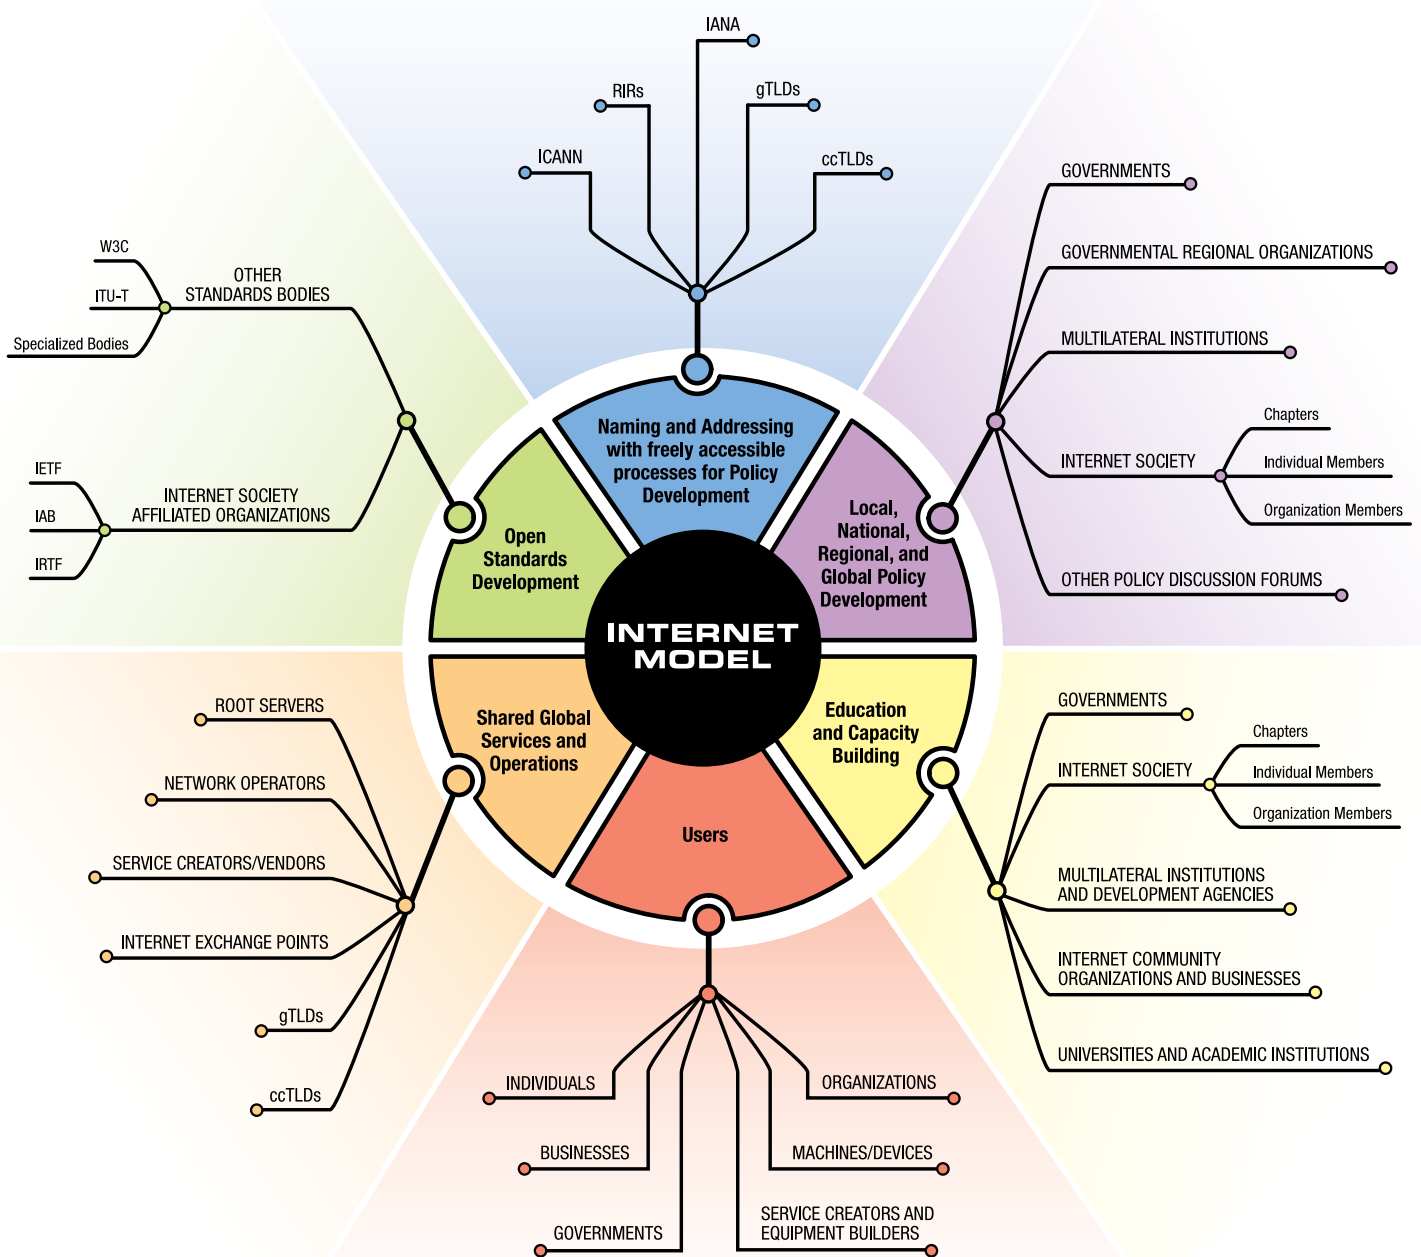 IANA
RIRs
gTLDs
ICANN
ccTLDs
W3C
ITU-T
Specialized Bodies
OTHER
STANDARDS BODIES
IETF
IAB
IRTF
INTERNET SOCIETY
AFFILIATED ORGANIZATIONS
GOVERNMENTS
GOVERNMENTAL REGIONAL ORGANIZATIONS
MULTILATERAL INSTITUTIONS
INTERNET SOCIETY
Chapters
Individual Members
Organization Members
OTHER POLICY DISCUSSION FORUMS
Naming and Addressing
with freely accessible
processes for Policy
Development
Open
Standards
Development
Local,
National,
Regional, and
Global Policy
Development
INTERNET
MODEL
Shared Global
Services and
Operations
Education
and Capacity
Building
Users
ROOT SERVERS
NETWORK OPERATORS
SERVICE CREATORS/VENDORS
INTERNET EXCHANGE POINTS
gTLDs
ccTLDs
GOVERNMENTS
INTERNET SOCIETY
Chapters
Individual Members
Organization Members
MULTILATERAL INSTITUTIONS
AND DEVELOPMENT AGENCIES
INTERNET COMMUNITY
ORGANIZATIONS AND BUSINESSES
UNIVERSITIES AND ACADEMIC INSTITUTIONS
INDIVIDUALS
BUSINESSES
GOVERNMENTS
ORGANIZATIONS
MACHINES/DEVICES
SERVICE CREATORS AND
EQUIPMENT BUILDERS